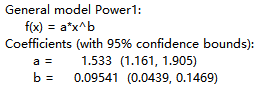 General model Power1:
f(x) = a*x^b
Coefficients (with 95% confidence bounds):
a = 1.533 (1.161, 1.905)
b = 0.09541 (0.0439, 0.1469)